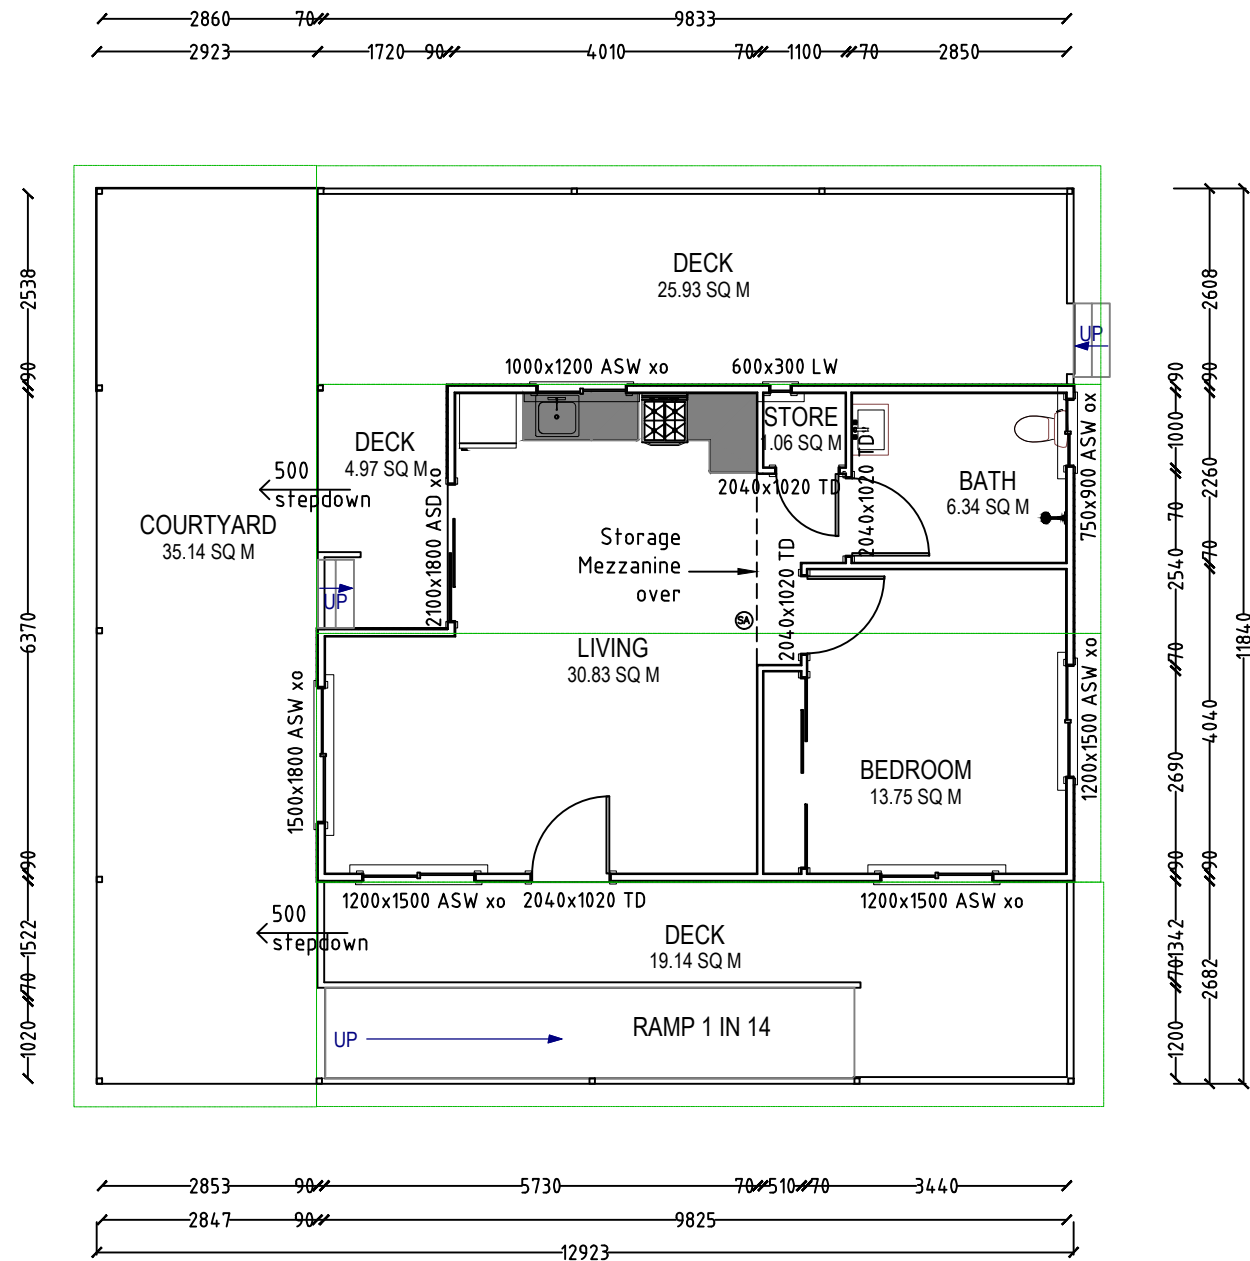 2860 70 9833
2923 1720 90 4010 70 1100 70 2850
DECK
25.93 SQ M
UP
1000x1200 ASW xo
600x300 LW
DECK
4.97 SQ M
STORE
1.06 SQ M
BATH
6.34 SQ M
500
stepdown
COURTYARD
35.14 SQ M
2040x1020 TD
2040x1020 TD
2040x1020 TD
2100x1800 ASD xo
750x900 ASW ox
Storage
Mezzanine
over
UP
SA
LIVING
30.83 SQ M
1500x1800 ASW xo
1200x1500 ASW xo
BEDROOM
13.75 SQ M
1200x1500 ASW xo
2040x1020 TD
1200x1500 ASW xo
500
stepdown
DECK
19.14 SQ M
UP
RAMP 1 IN 14
2538
90
6370
90
1522
70
1020
90
1000
70
2540
70
2690
90
1342
70
1200
2608
90
2260
70
4040
90
2682
11840
2853 90 5730 70 510 70 3440
2847 90 9825
12923